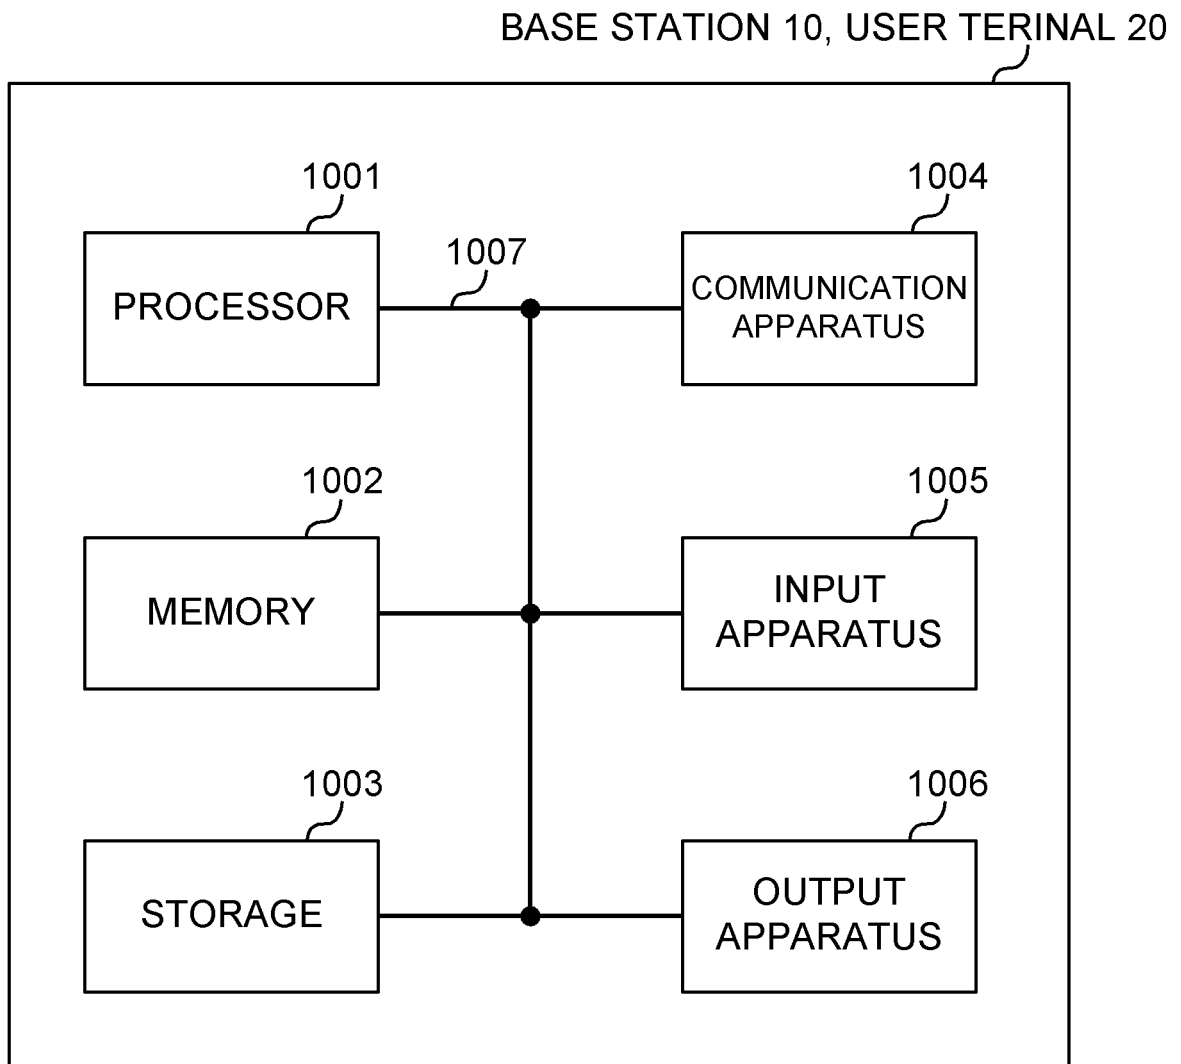 BASE STATION 10, USER TERINAL 20
1001
1004
1007
PROCESSOR
COMMUNICATION
APPARATUS
1002
1005
MEMORY
INPUT
APPARATUS
1003
1006
STORAGE
OUTPUT
APPARATUS